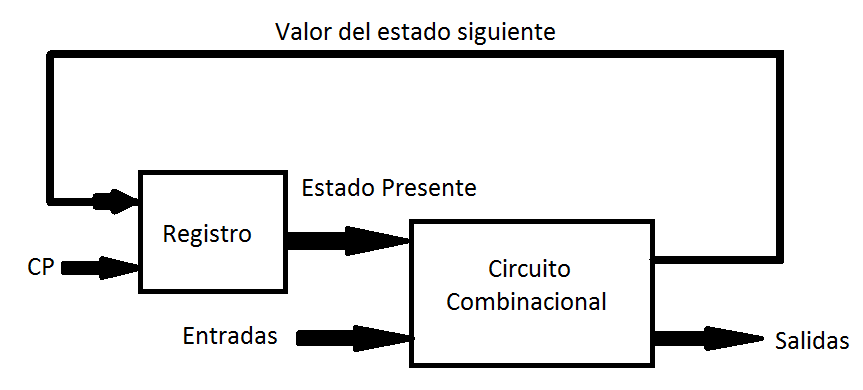 Valor del estado siguiente
Estado Presente
Registro
CP
Circuito
Combinacional
Entradas
Salidas